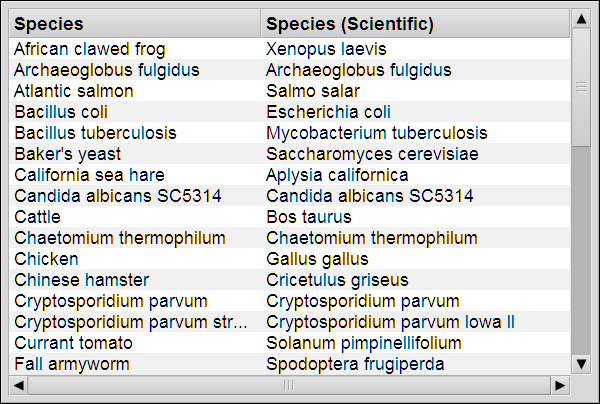 Species Species (Scientific)
African clawed frog Xenopus laevis
Archaeoglobus fulgidus Archaeoglobus fulgidus
Atlantic salmon Salmo salar
Bacillus coli Escherichia coli
Bacillus tuberculosis Mycobacterium tuberculosis
Baker's yeast Saccharomyces cerevisiae
California sea hare Aplysia californica
Candida albicans SC5314 Candida albicans SC5314
Cattle Bos taurus
Chaetomium thermophilum Chaetomium thermophilum
Chicken Gallus gallus
Chinese hamster Cricetulus griseus
Cryptosporidium parvum Cryptosporidium parvum
Cryptosporidium parvum str... Cryptosporidium parvum Iowa II
Currant tomato Solanum pimpinellifolium
Fall armyworm Spodoptera frugiperda